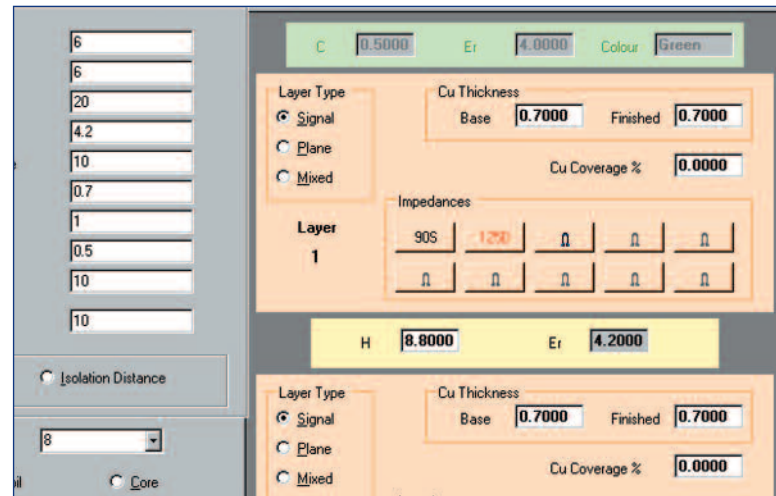 6
6
20
4.2
10
0.7
1
0.5
10
10
Isolation Distance
8
Core
C 0.5000 Er 4.0000 Colour Green
Layer Type
Signal
Plane
Mixed
Cu Thickness
Base 0.7000 Finished 0.7000
Cu Coverage % 0.0000
Layer
1
Impedances
90S 125D Ω Ω Ω
Ω Ω Ω Ω Ω
H 8.8000 Er 4.2000
Layer Type
Signal
Plane
Mixed
Cu Thickness
Base 0.7000 Finished 0.7000
Cu Coverage % 0.0000